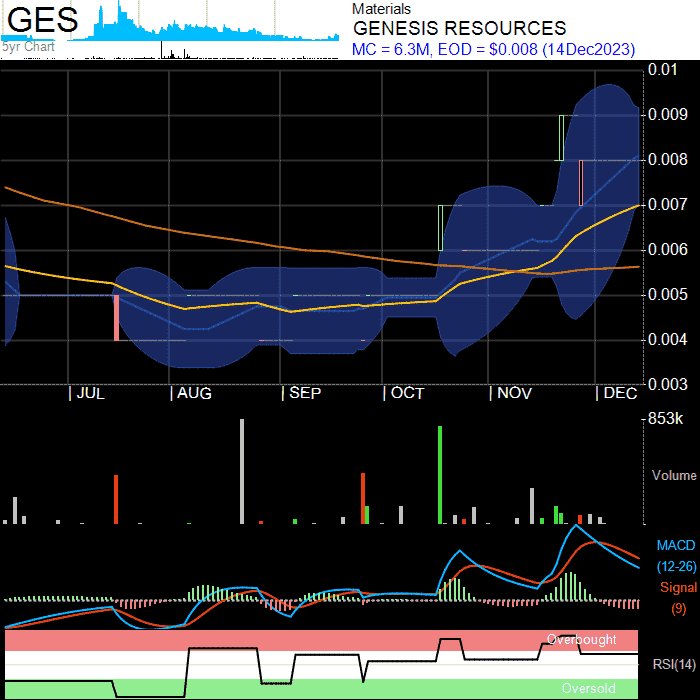 GES
5yr Chart
Materials
GENESIS RESOURCES
MC = 6.3M, EOD = $0.008 (14Dec2023)
0.01
0.009
0.008
0.007
0.006
0.005
0.004
0.003
JUL AUG SEP OCT NOV DEC
853k
Volume
MACD
(12-26)
Signal
(9)
Overbought
RSI(14)
Oversold